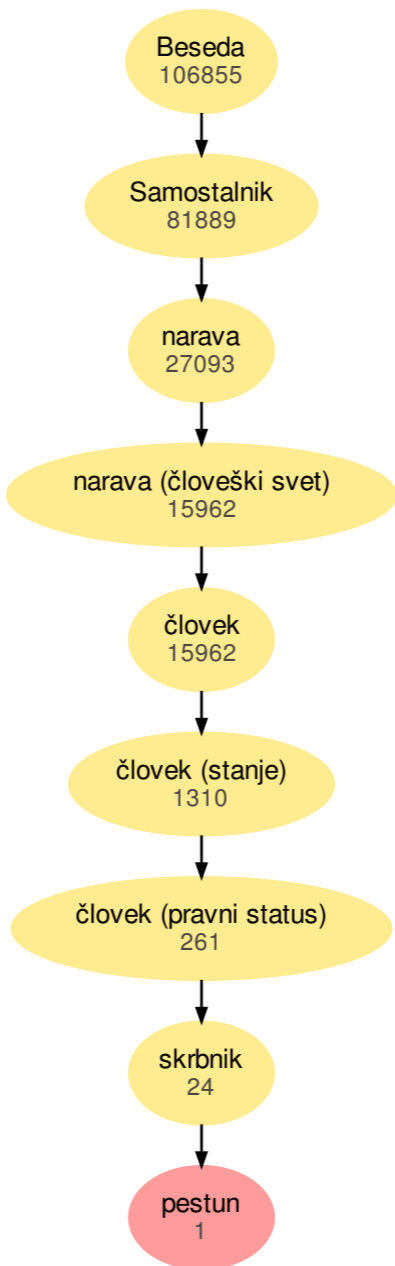 Beseda
106855
Samostalnik
81889
narava
27093
narava (človeški svet)
15962
človek
15962
človek (stanje)
1310
človek (pravni status)
261
skrbnik
24
pestun
1